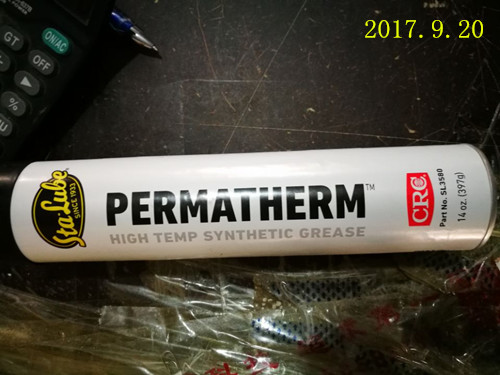 2017.9.20
GT
ON/AC
OFF
%
MU
Sta-Lube
SINCE 1933
PERMATHERM™
HIGH TEMP SYNTHETIC GREASE
CRC
Part No. SL3580
14 oz. (397g)